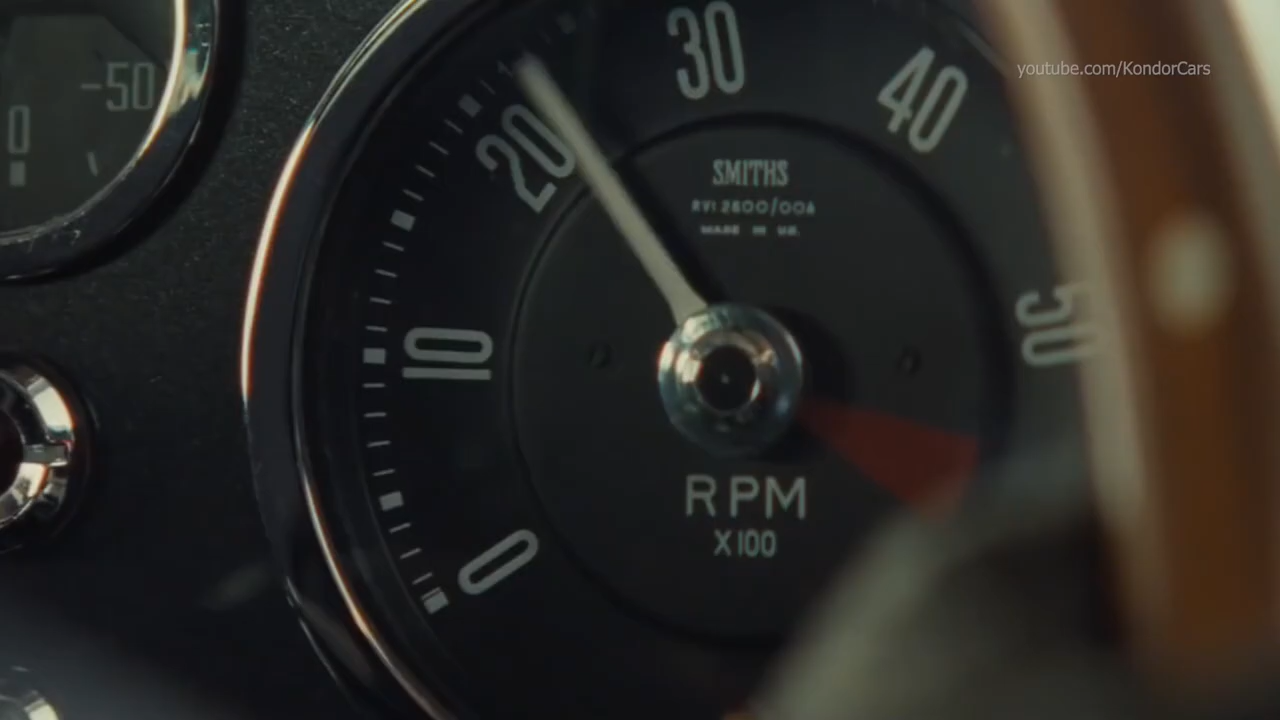 -50
0
30
40
youtube.com/KondorCars
20
SMITHS
RVI 2600/00A
MADE IN UK.
10
50
0
RPM
X100